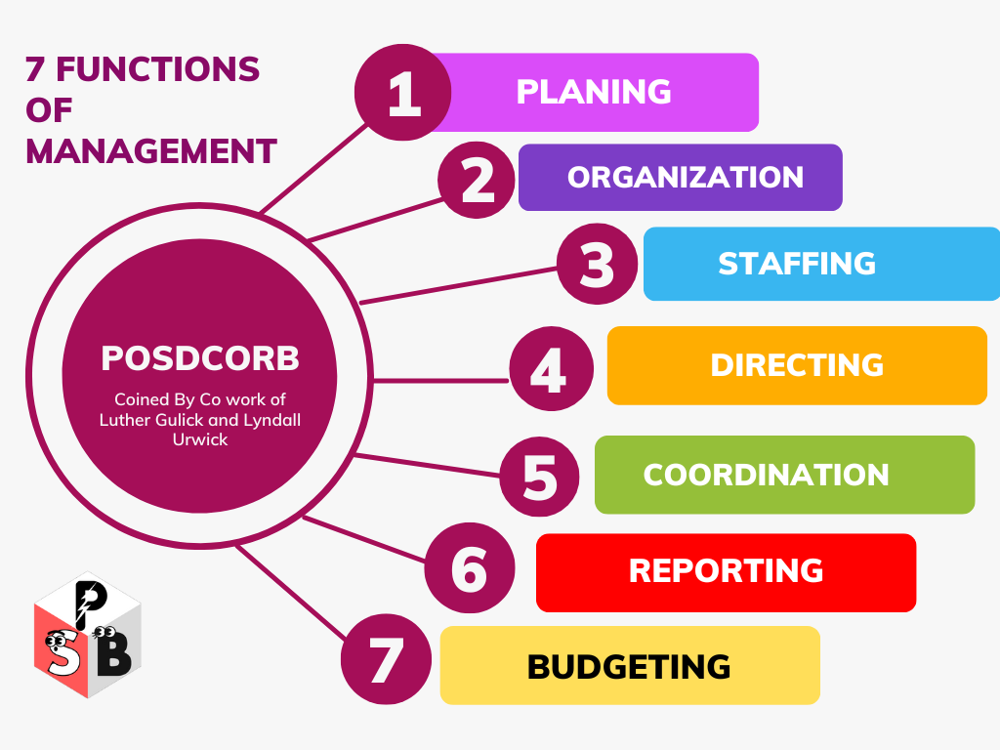 7 FUNCTIONS
OF
MANAGEMENT
1 PLANING
2 ORGANIZATION
3 STAFFING
4 DIRECTING
5 COORDINATION
6 REPORTING
7 BUDGETING
POSDCORB
Coined By Co work of
Luther Gulick and Lyndall
Urwick
P
S B